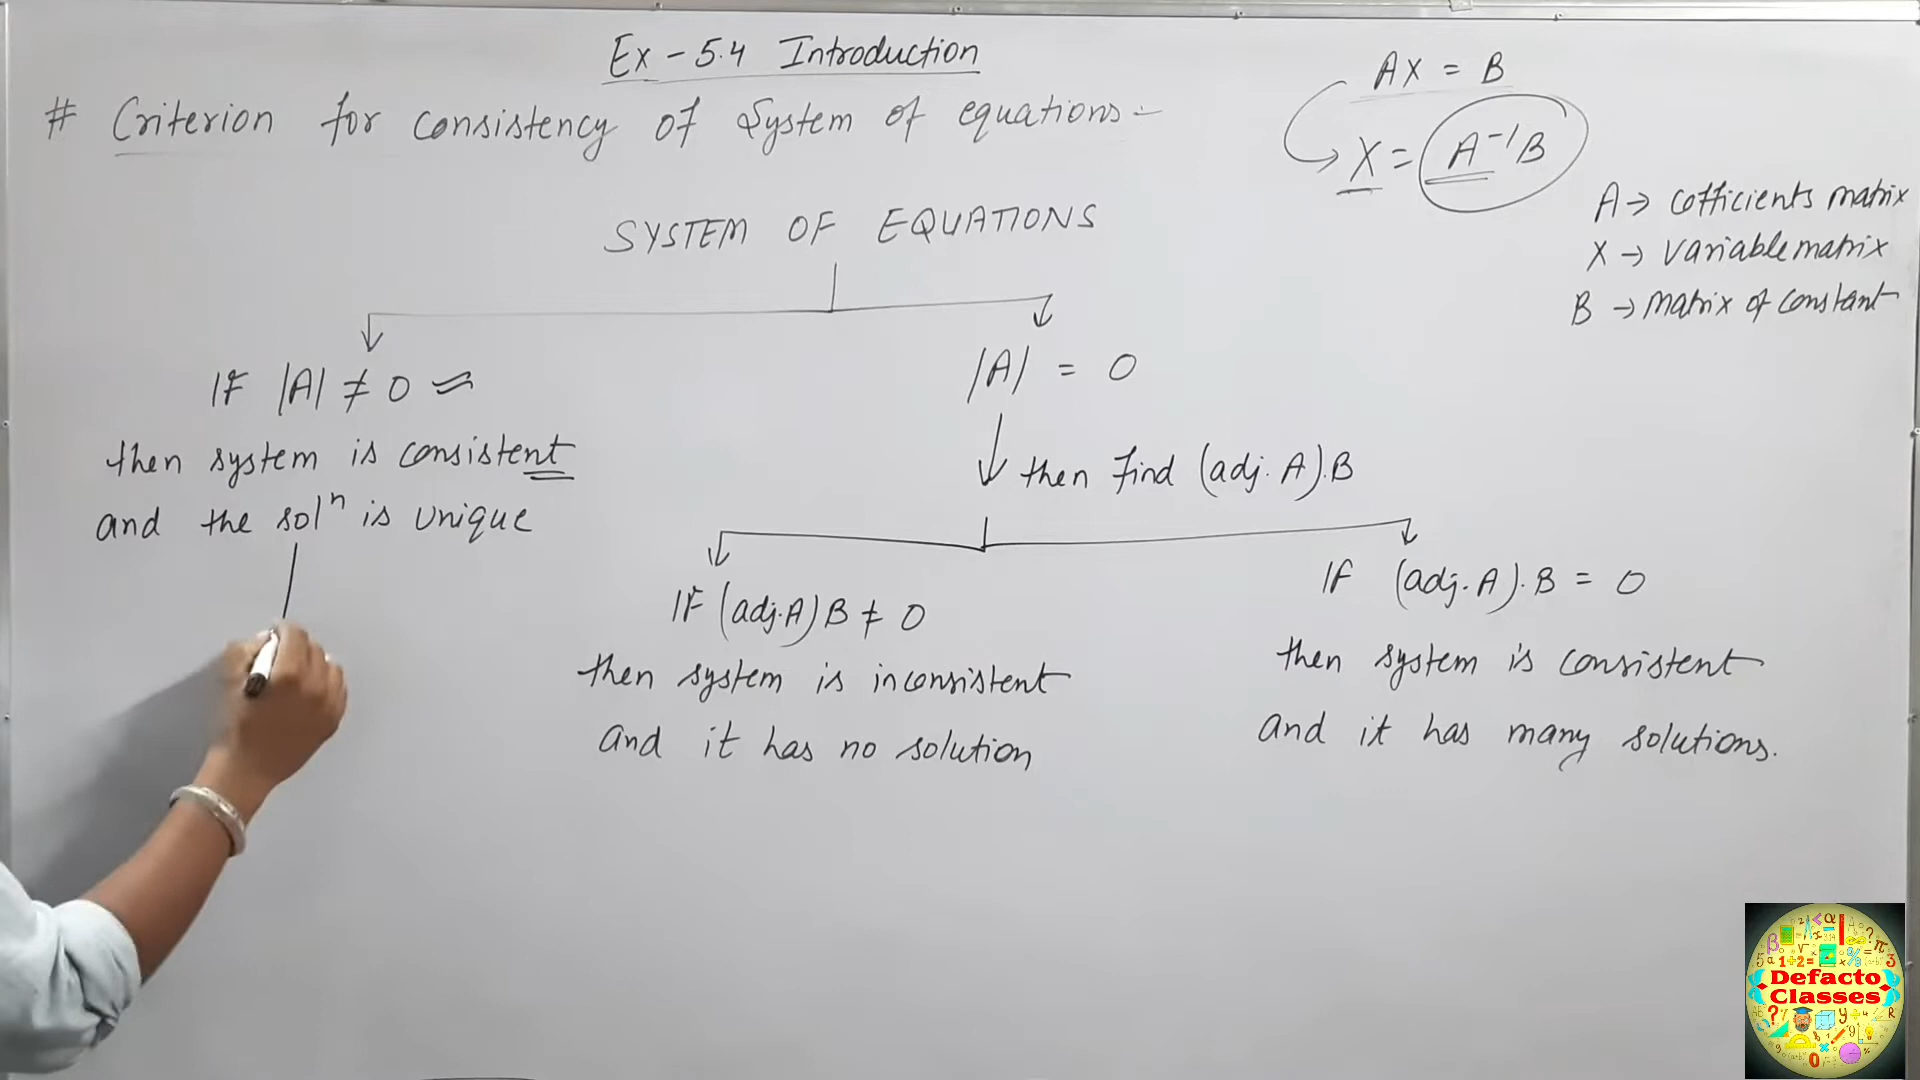 Ex - 5.4 Introduction
# Criterion for consistency of System of equations :-
AX = B
X = A⁻¹B
A → cofficients matrix
X → variable matrix
B → matrix of constant
SYSTEM OF EQUATIONS
IF |A| ≠ 0
then system is consistent
and the solⁿ is unique
|A| = 0
then find (adj. A).B
IF (adj.A) B ≠ 0
then system is inconsistent
and it has no solution
IF (adj. A). B = 0
then system is consistent
and it has many solutions.
Defacto
Classes